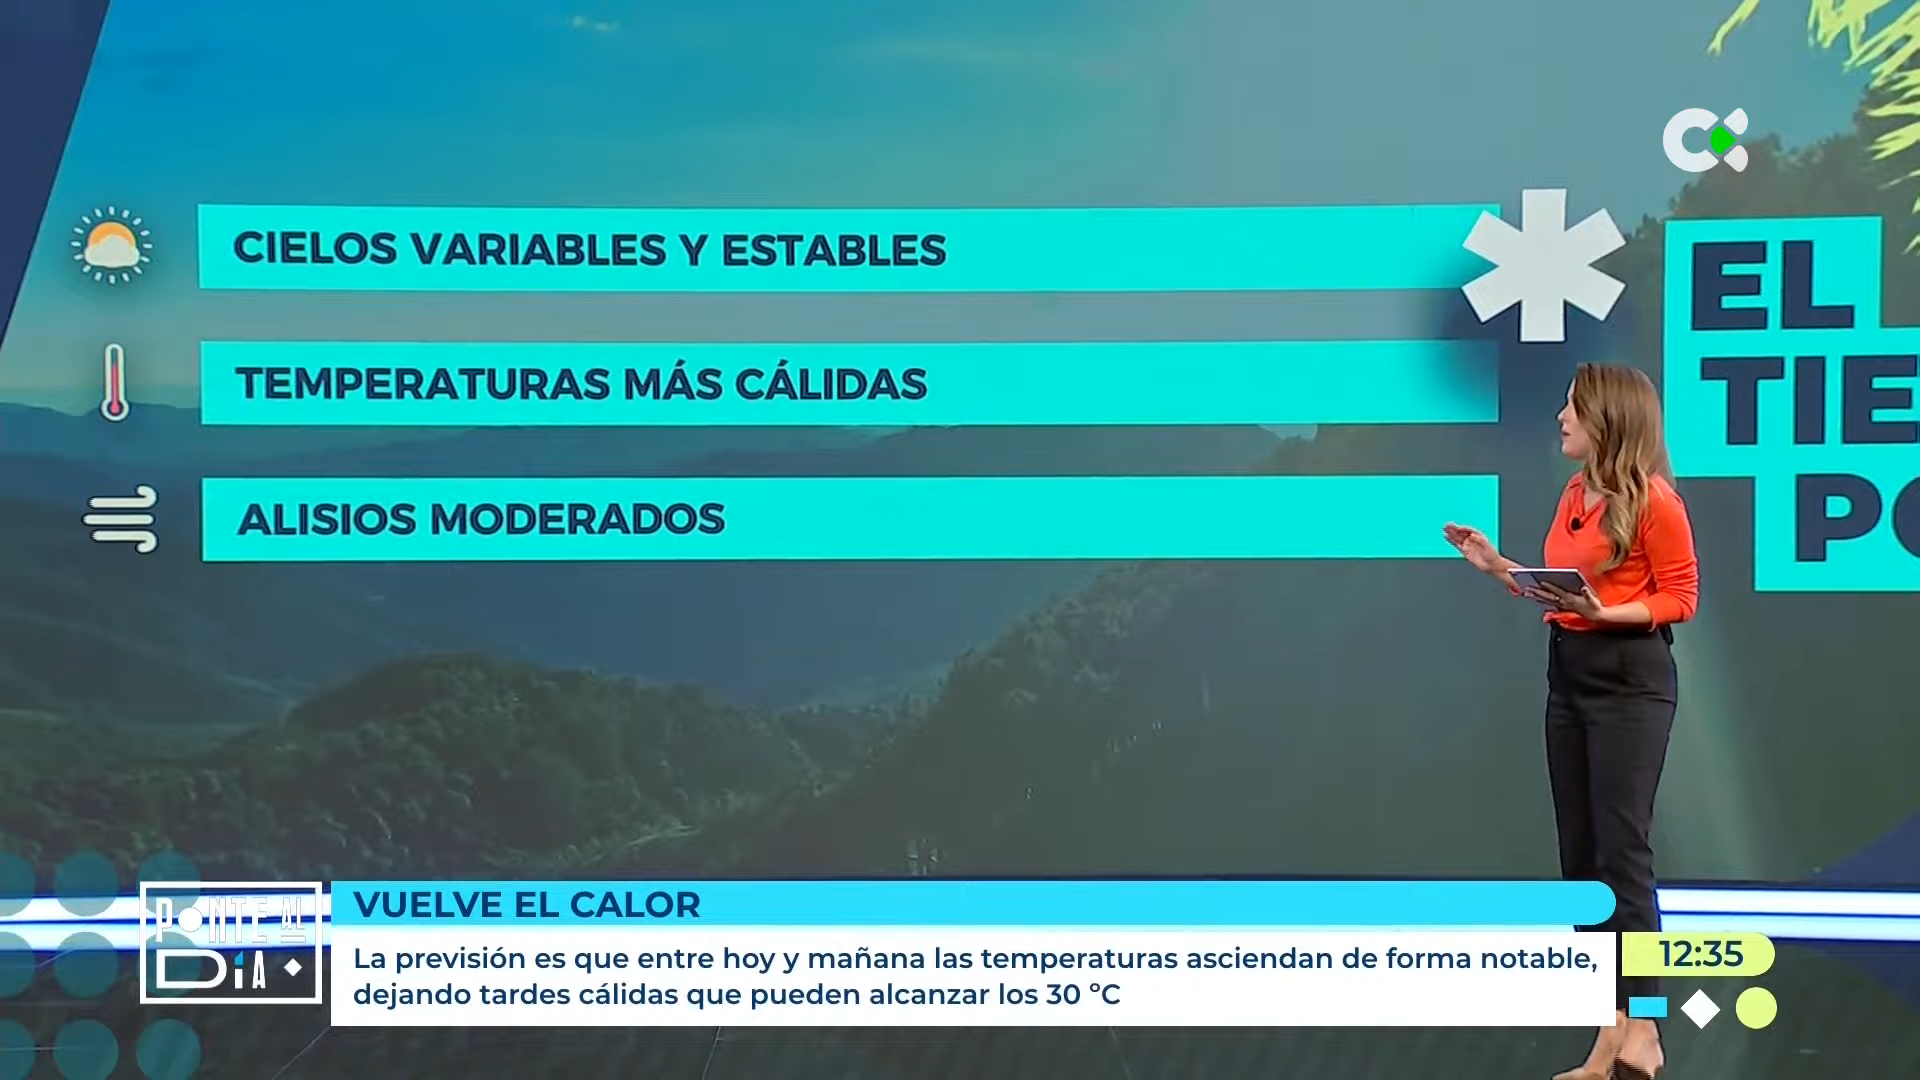 CIELOS VARIABLES Y ESTABLES
TEMPERATURAS MÁS CÁLIDAS
ALISIOS MODERADOS
EL
TIE
PO
PONTE AL
DÍA
VUELVE EL CALOR
La previsión es que entre hoy y mañana las temperaturas asciendan de forma notable,
dejando tardes cálidas que pueden alcanzar los 30 ºC
12:35